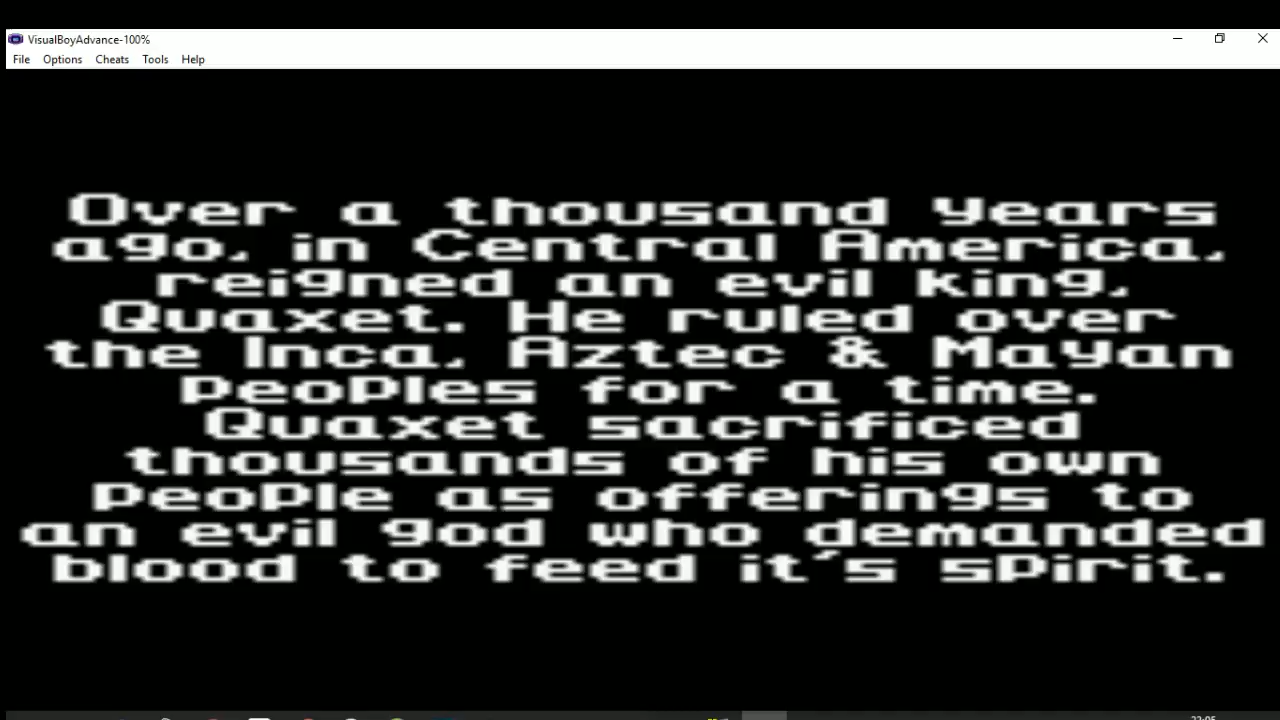 VisualBoyAdvance-100%
File Options Cheats Tools Help
Over a thousand years
ago, in Central America,
reigned an evil king,
Quaxet. He ruled over
the Inca, Aztec & Mayan
peoples for a time.
Quaxet sacrificed
thousands of his own
people as offerings to
an evil god who demanded
blood to feed it's spirit.